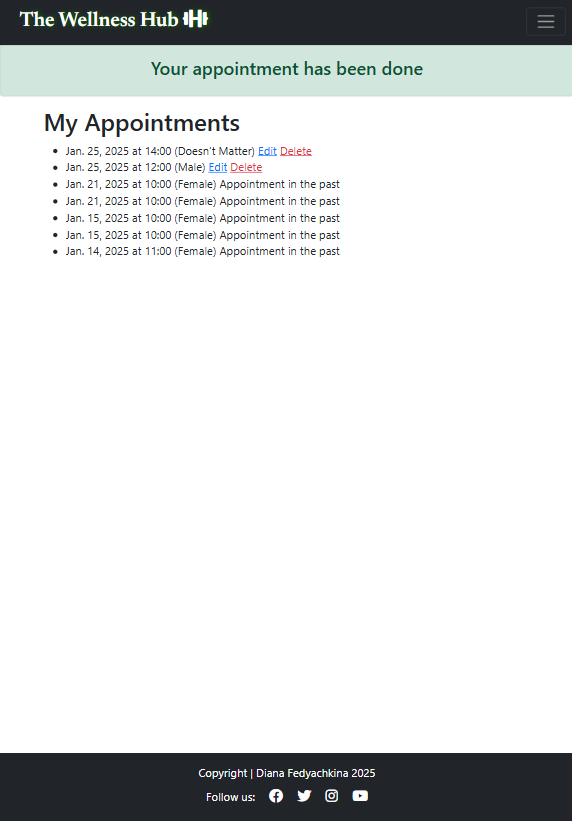 The Wellness Hub
Your appointment has been done
My Appointments
Jan. 25, 2025 at 14:00 (Doesn't Matter) Edit Delete
Jan. 25, 2025 at 12:00 (Male) Edit Delete
Jan. 21, 2025 at 10:00 (Female) Appointment in the past
Jan. 21, 2025 at 10:00 (Female) Appointment in the past
Jan. 15, 2025 at 10:00 (Female) Appointment in the past
Jan. 15, 2025 at 10:00 (Female) Appointment in the past
Jan. 14, 2025 at 11:00 (Female) Appointment in the past
Copyright | Diana Fedyachkina 2025
Follow us: